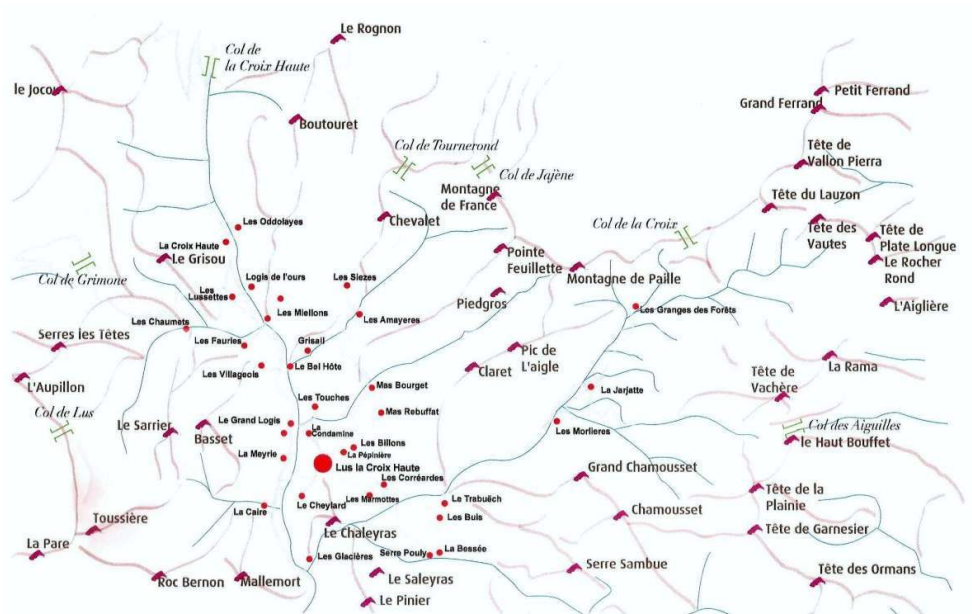 Le Rognon
Col de
la Croix Haute
le Jocou
Petit Ferrand
Grand Ferrand
Boutouret
Col de Tournerond
Tête de
Vallon Pierra
Col de Jajène
Montagne
de France
Tête du Lauzon
Chevalet
Les Oddolayes
Col de la Croix
Tête des
Vautes
Tête de
Plate Longue
La Croix Haute
Le Grisou
Pointe
Feuillette
Le Rocher
Rond
Col de Grimone
Logis de l'ours
Les Siezes
Montagne de Paille
Les
Lussettes
Piedgros
L'Aiglière
Les Miellons
Les Amayeres
Les Granges des Forêts
Les Chaumets
Serres les Têtes
Les Fauries
Grisail
Pic de
L'aigle
Les Villageois
Le Bel Hôte
Claret
La Rama
L'Aupillon
Mas Bourget
La Jarjatte
Tête de
Vachère
Col de Lus
Les Touches
Mas Rebuffat
Le Sarrier
Le Grand Logis
Basset
La
Condamine
Les Morlieres
Col des Aiguilles
le Haut Bouffet
Les Billons
La Pépinière
La Meyrie
Lus la Croix Haute
Grand Chamousset
Les Corréardes
Tête de la
Plainie
Les Marmottes
Le Cheylard
Le Trabuëch
La Caire
Chamousset
Toussière
Les Buis
Le Chaleyras
Tête de Garnesier
La Pare
Les Glacières
Serre Pouly
La Bossée
Serre Sambue
Roc Bernon
Mallemort
Le Saleyras
Tête des Ormans
Le Pinier